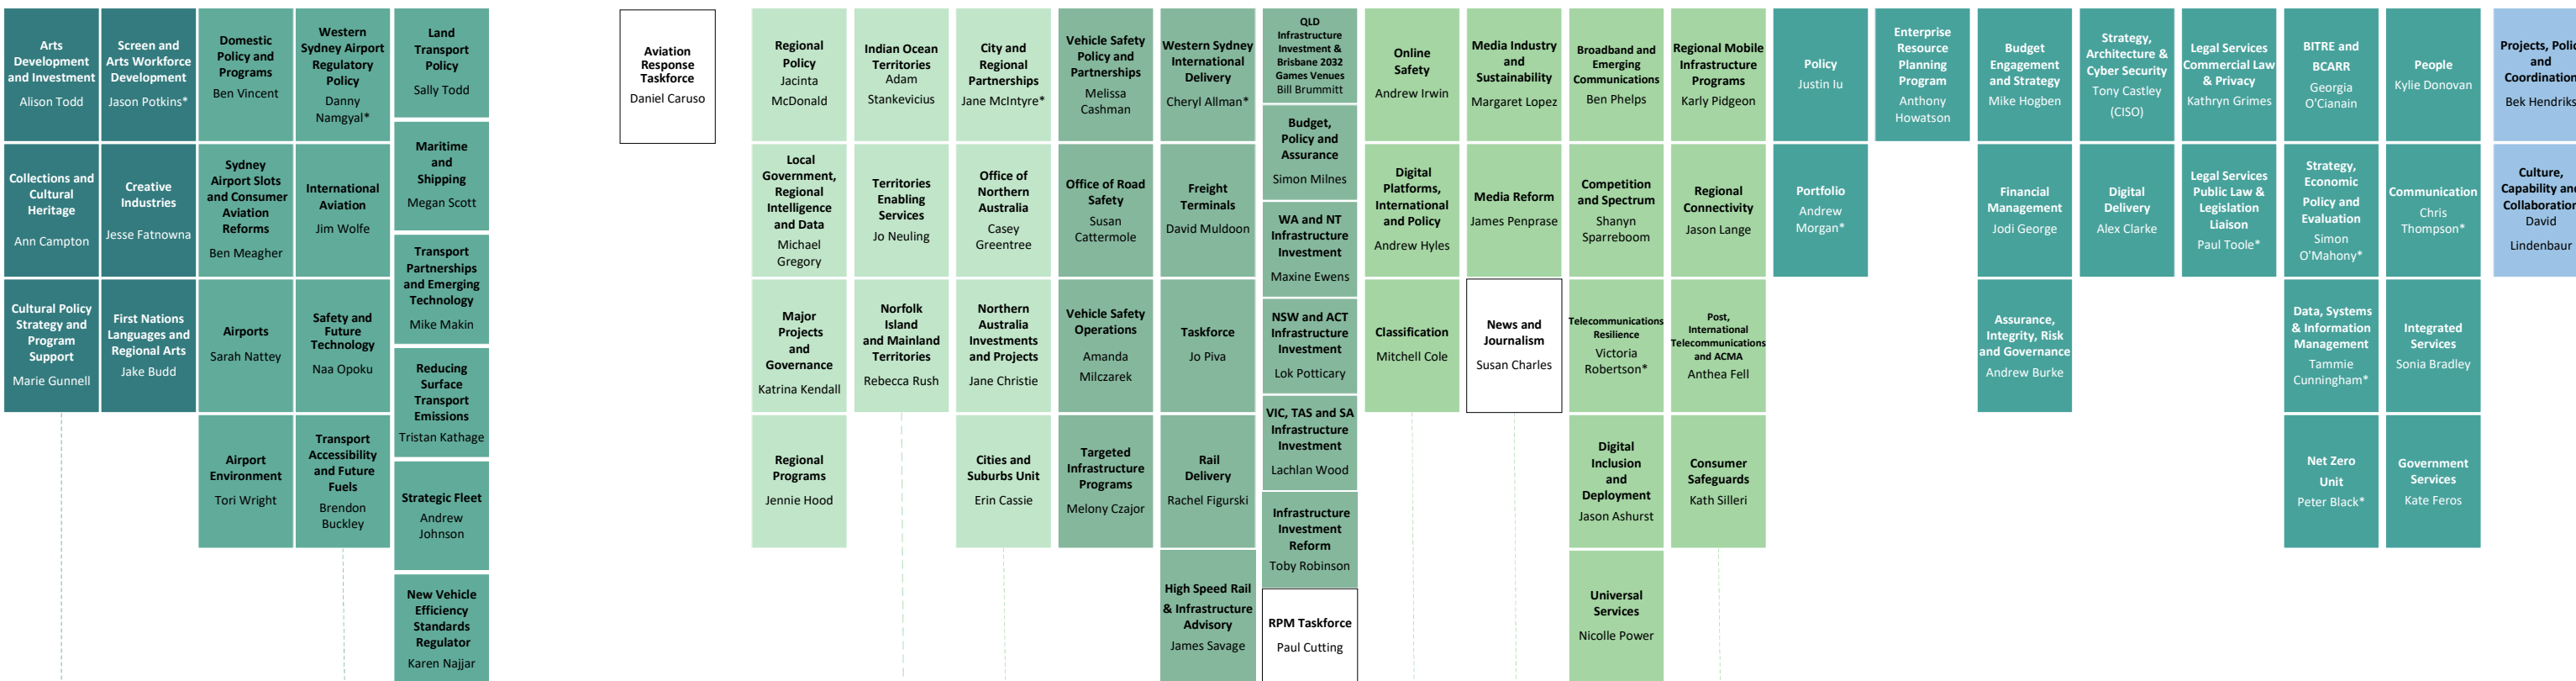 Arts
Development
and Investment
Alison Todd
Collections and
Cultural
Heritage
Ann Campton
Cultural Policy
Strategy and
Program
Support
Marie Gunnell
Screen and
Arts Workforce
Development
Jason Potkins*
Creative
Industries
Jesse Fatnowna
First Nations
Languages and
Regional Arts
Jake Budd
Domestic
Policy and
Programs
Ben Vincent
Sydney
Airport Slots
and Consumer
Aviation
Reforms
Ben Meagher
Airports
Sarah Nattey
Airport
Environment
Tori Wright
Western
Sydney Airport
Regulatory
Policy
Danny
Namgyal*
International
Aviation
Jim Wolfe
Safety and
Future
Technology
Naa Opoku
Transport
Accessibility
and Future
Fuels
Brendon
Buckley
Land
Transport
Policy
Sally Todd
Maritime
and
Shipping
Megan Scott
Transport
Partnerships
and Emerging
Technology
Mike Makin
Reducing
Surface
Transport
Emissions
Tristan Kathage
Strategic Fleet
Andrew
Johnson
New Vehicle
Efficiency
Standards
Regulator
Karen Najjar
Aviation
Response
Taskforce
Daniel Caruso
Regional
Policy
Jacinta
McDonald
Local
Government,
Regional
Intelligence
and Data
Michael
Gregory
Major
Projects
and
Governance
Katrina Kendall
Regional
Programs
Jennie Hood
Indian Ocean
Territories
Adam
Stankevicius
Territories
Enabling
Services
Jo Neuling
Norfolk
Island
and Mainland
Territories
Rebecca Rush
City and
Regional
Partnerships
Jane McIntyre*
Office of
Northern
Australia
Casey
Greentree
Northern
Australia
Investments
and Projects
Jane Christie
Cities and
Suburbs Unit
Erin Cassie
Vehicle Safety
Policy and
Partnerships
Melissa
Cashman
Office of Road
Safety
Susan
Cattermole
Vehicle Safety
Operations
Amanda
Milczarek
Targeted
Infrastructure
Programs
Melony Czajor
Western Sydney
International
Delivery
Cheryl Allman*
Freight
Terminals
David Muldoon
Taskforce
Jo Piva
Rail
Delivery
Rachel Figurski
High Speed Rail
& Infrastructure
Advisory
James Savage
QLD
Infrastructure
Investment &
Brisbane 2032
Games Venues
Bill Brummitt
Budget,
Policy and
Assurance
Simon Milnes
WA and NT
Infrastructure
Investment
Maxine Ewens
NSW and ACT
Infrastructure
Investment
Lok Potticary
VIC, TAS and SA
Infrastructure
Investment
Lachlan Wood
Infrastructure
Investment
Reform
Toby Robinson
RPM Taskforce
Paul Cutting
Online
Safety
Andrew Irwin
Digital
Platforms,
International
and Policy
Andrew Hyles
Classification
Mitchell Cole
Media Industry
and
Sustainability
Margaret Lopez
Media Reform
James Penprase
News and
Journalism
Susan Charles
Broadband and
Emerging
Communications
Ben Phelps
Competition
and Spectrum
Shanyn
Sparreboom
Telecommunications
Resilience
Victoria
Robertson*
Digital
Inclusion
and
Deployment
Jason Ashurst
Universal
Services
Nicolle Power
Regional Mobile
Infrastructure
Programs
Karly Pidgeon
Regional
Connectivity
Jason Lange
Post,
International
Telecommunications
and ACMA
Anthea Fell
Consumer
Safeguards
Kath Silleri
Policy
Justin Iu
Portfolio
Andrew
Morgan*
Enterprise
Resource
Planning
Program
Anthony
Howatson
Budget
Engagement
and Strategy
Mike Hogben
Financial
Management
Jodi George
Assurance,
Integrity, Risk
and Governance
Andrew Burke
Strategy,
Architecture &
Cyber Security
Tony Castley
(CISO)
Digital
Delivery
Alex Clarke
Legal Services
Commercial Law
& Privacy
Kathryn Grimes
Legal Services
Public Law &
Legislation
Liaison
Paul Toole*
BITRE and
BCARR
Georgia
O'Cianain
Strategy,
Economic
Policy and
Evaluation
Simon
O'Mahony*
Data, Systems
& Information
Management
Tammie
Cunningham*
Net Zero
Unit
Peter Black*
People
Kylie Donovan
Communication
Chris
Thompson*
Integrated
Services
Sonia Bradley
Government
Services
Kate Feros
Projects, Polic
and
Coordination
Bek Hendriks
Culture,
Capability and
Collaboration
David
Lindenbaur